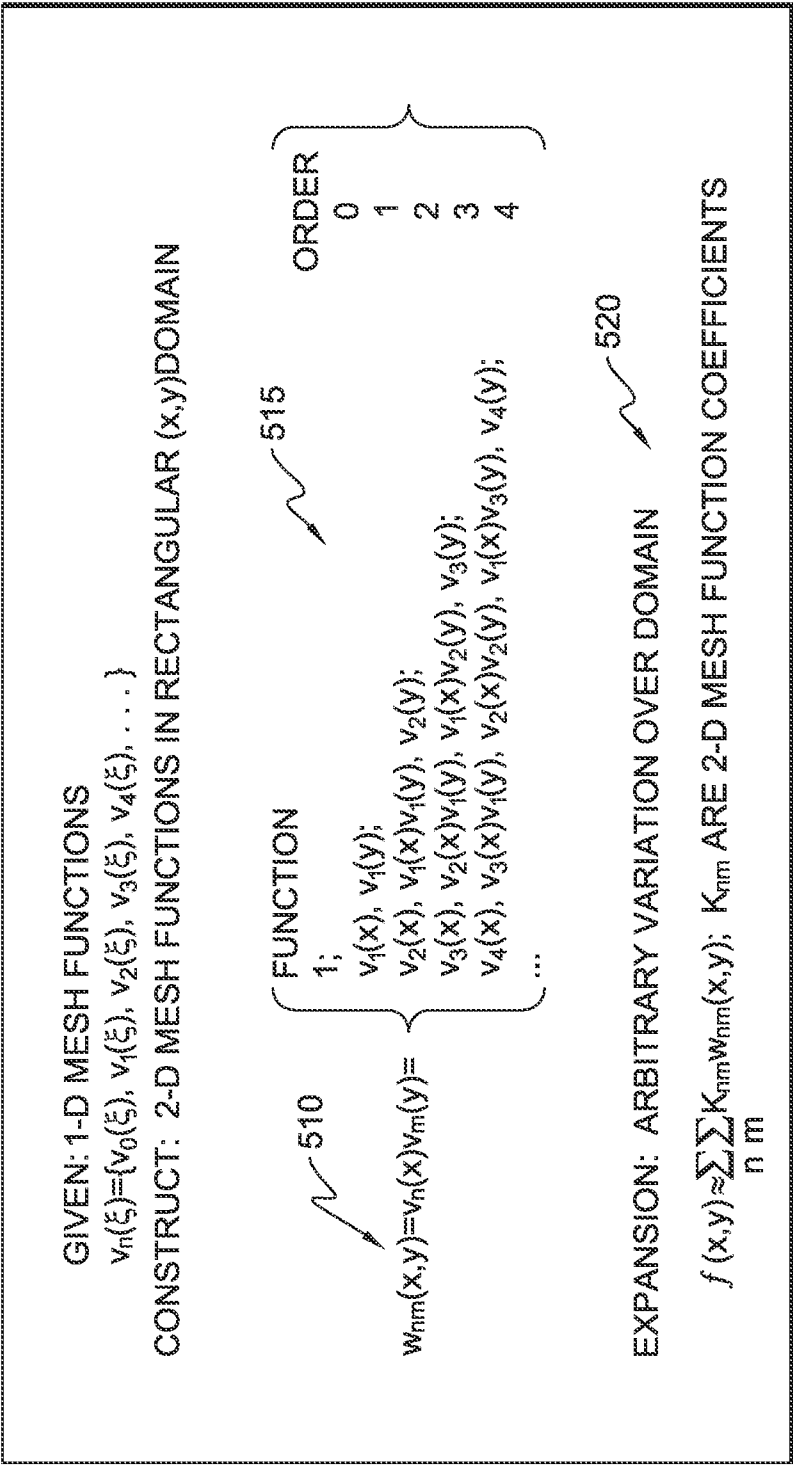 GIVEN: 1-D MESH FUNCTIONS
vₙ(ξ)={v₀(ξ), v₁(ξ), v₂(ξ), v₃(ξ), v₄(ξ), . . . }
CONSTRUCT: 2-D MESH FUNCTIONS IN RECTANGULAR (x,y)DOMAIN
510
515
FUNCTION ORDER
1; 0
v₁(x), v₁(y); 1
wₙₘ(x,y)=vₙ(x)vₘ(y)=
v₂(x), v₁(x)v₁(y), v₂(y); 2
v₃(x), v₂(x)v₁(y), v₁(x)v₂(y), v₃(y); 3
v₄(x), v₃(x)v₁(y), v₂(x)v₂(y), v₁(x)v₃(y), v₄(y); 4
...
520
EXPANSION: ARBITRARY VARIATION OVER DOMAIN
f (x,y)≈∑∑Kₙₘwₙₘ(x,y); Kₙₘ ARE 2-D MESH FUNCTION COEFFICIENTS
n m